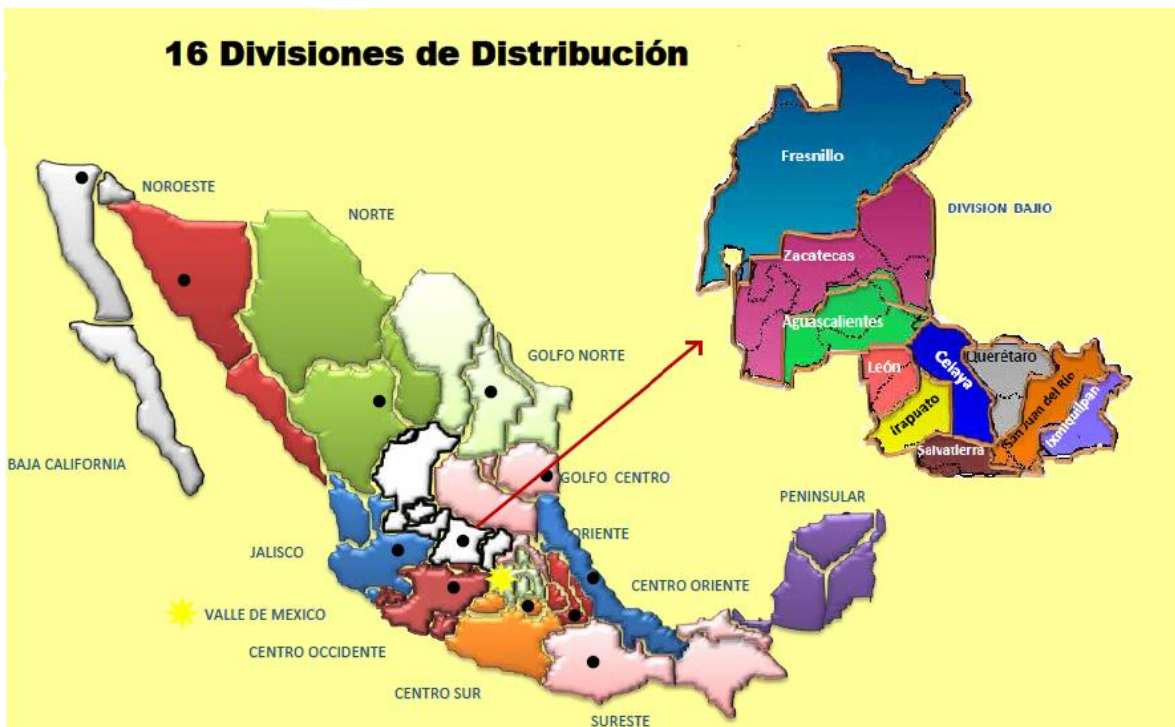 16 Divisiones de Distribución
NOROESTE
NORTE
GOLFO NORTE
BAJA CALIFORNIA
GOLFO CENTRO
PENINSULAR
ORIENTE
JALISCO
CENTRO ORIENTE
VALLE DE MEXICO
CENTRO OCCIDENTE
CENTRO SUR
SURESTE
DIVISION BAJIO
Fresnillo
Zacatecas
Aguascalientes
León
Celaya
Querétaro
irapuato
San Juan del Río
Ixmiquilpan
Salvatierra